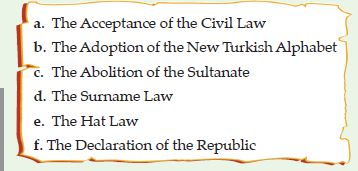 a. The Acceptance of the Civil Law
b. The Adoption of the New Turkish Alphabet
c. The Abolition of the Sultanate
d. The Surname Law
e. The Hat Law
f. The Declaration of the Republic